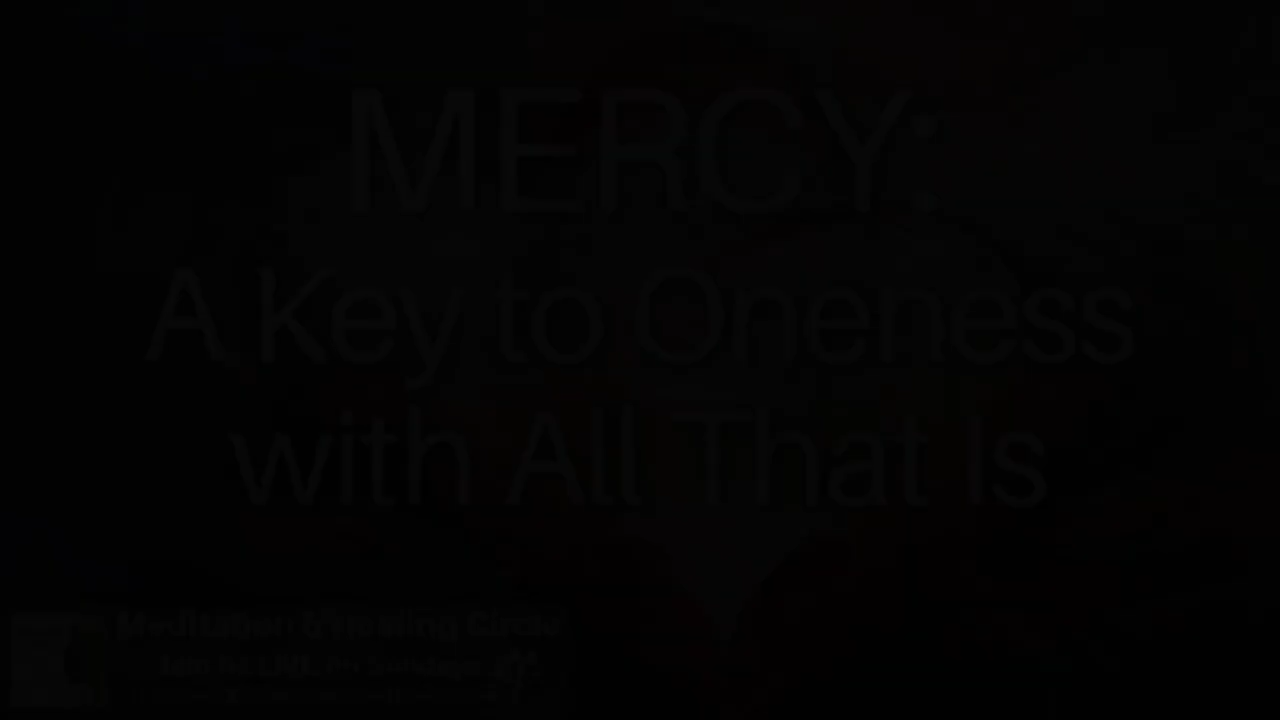 MERCY:
A Key to Oneness
with All That Is
Meditation & Healing Circle